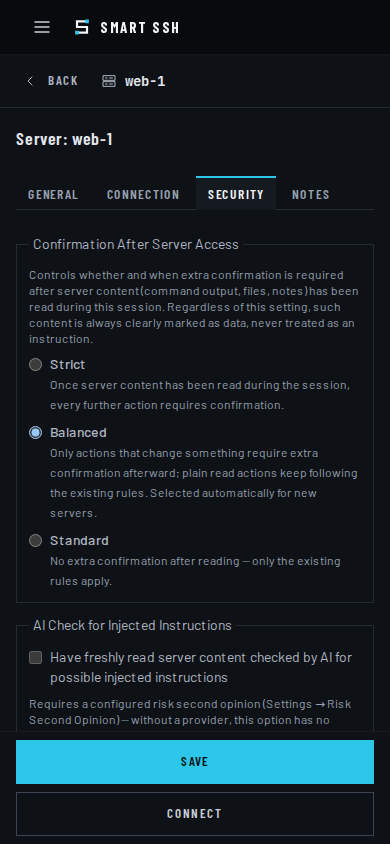 SMART SSH
BACK
web-1
Server: web-1
GENERAL
CONNECTION
SECURITY
NOTES
Confirmation After Server Access
Controls whether and when extra confirmation is required
after server content (command output, files, notes) has been
read during this session. Regardless of this setting, such
content is always clearly marked as data, never treated as an
instruction.
Strict
Once server content has been read during the session,
every further action requires confirmation.
Balanced
Only actions that change something require extra
confirmation afterward; plain read actions keep following
the existing rules. Selected automatically for new
servers.
Standard
No extra confirmation after reading — only the existing
rules apply.
AI Check for Injected Instructions
Have freshly read server content checked by AI for
possible injected instructions
Requires a configured risk second opinion (Settings → Risk
Second Opinion) — without a provider, this option has no
SAVE
CONNECT